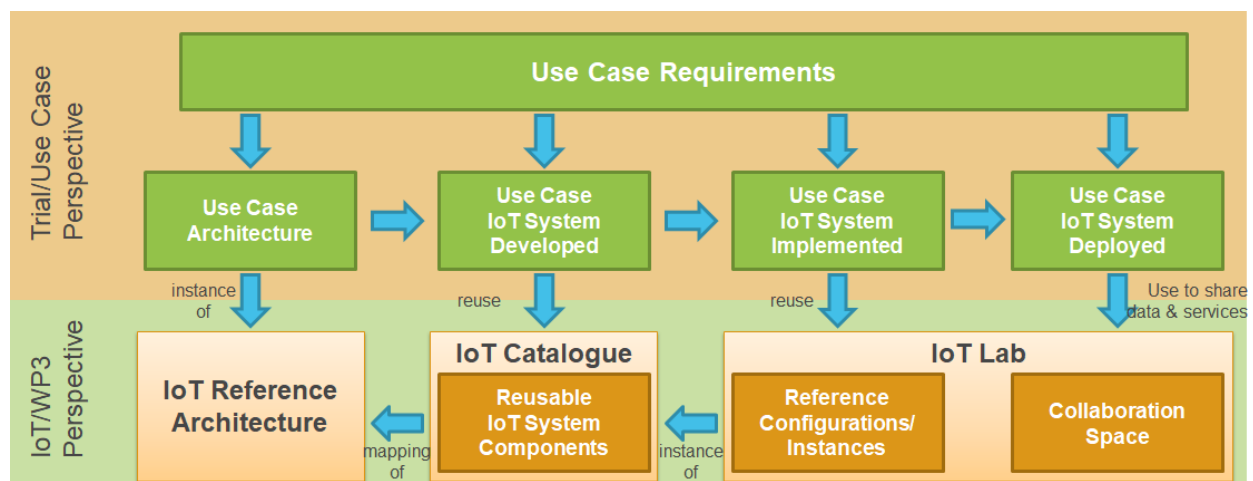 Trial/Use Case
Perspective
Use Case Requirements
Use Case
Architecture
Use Case
IoT System
Developed
Use Case
IoT System
Implemented
Use Case
IoT System
Deployed
instance
of
reuse
reuse
Use to share
data & services
IoT/WP3
Perspective
IoT Reference
Architecture
mapping
of
IoT Catalogue
Reusable
IoT System
Components
instance
of
IoT Lab
Reference
Configurations/
Instances
Collaboration
Space